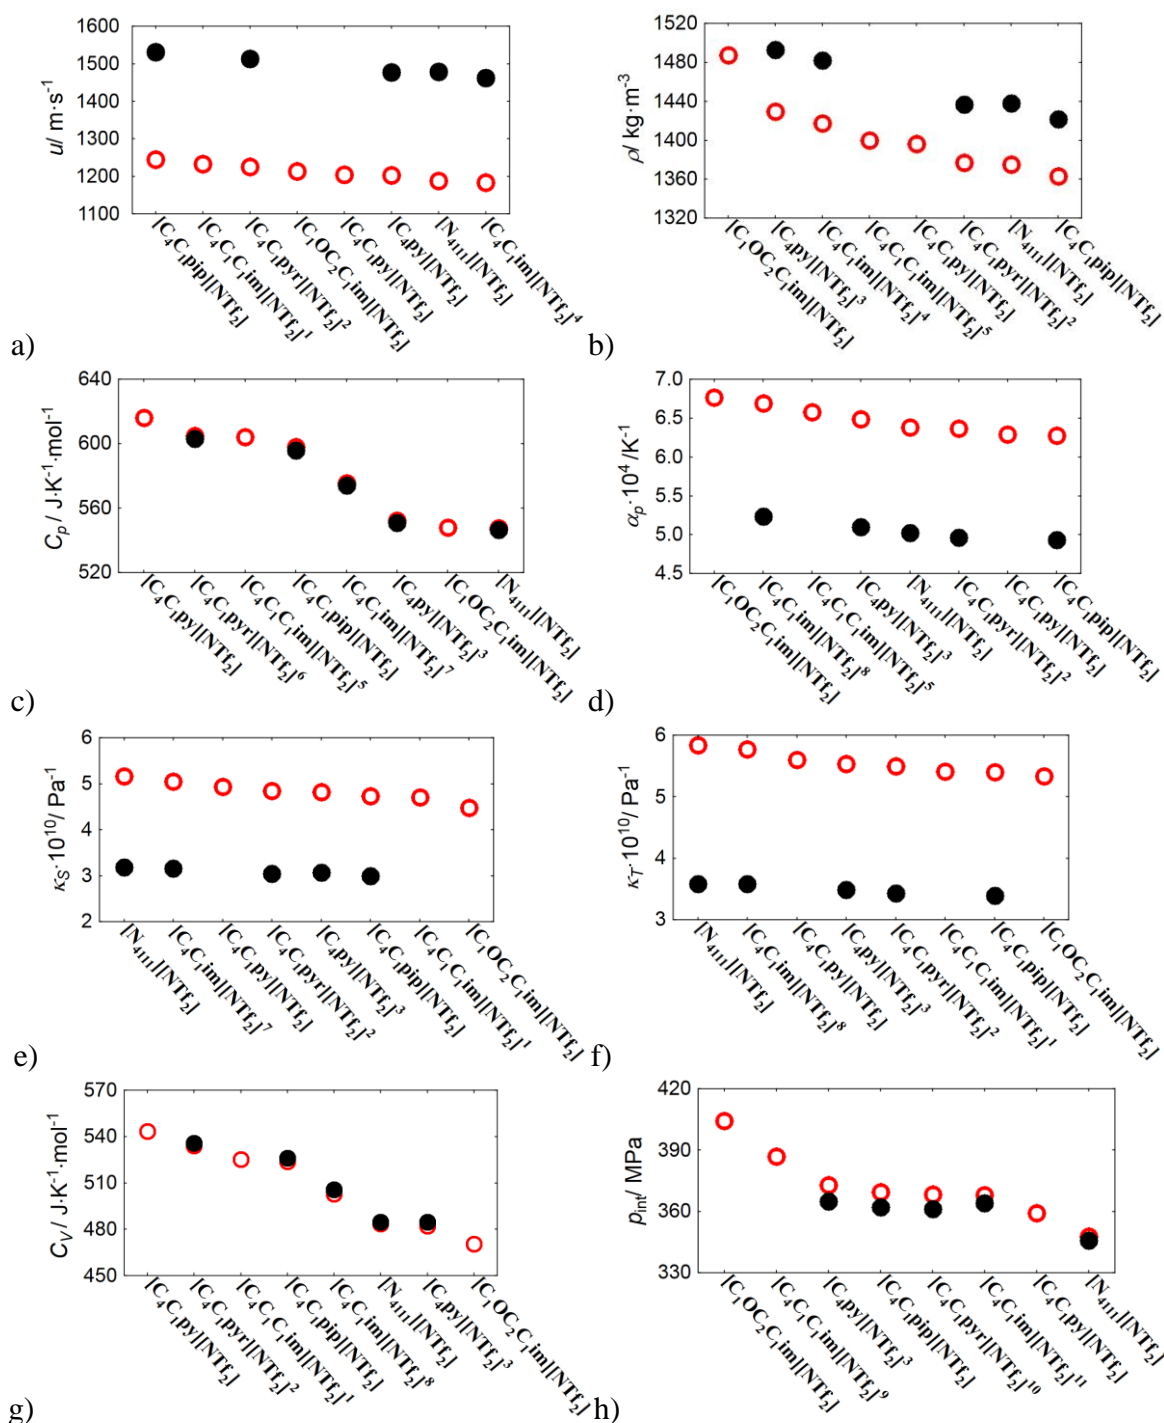 1600
1500
1400
1300
1200
1100
u/ m·s⁻¹
[C₄C₁pip][NTf₂]
[C₄C₁C₁im][NTf₂]¹
[C₄C₁pyr][NTf₂]²
[C₁OC₂C₁im][NTf₂]
[C₄C₁py][NTf₂]
[C₄py][NTf₂]
[N₄₁₁₁][NTf₂]
[C₄C₁im][NTf₂]⁴
a)
1520
1480
1440
1400
1360
1320
ρ/ kg·m⁻³
[C₁OC₂C₁im][NTf₂]
[C₄py][NTf₂]³
[C₄C₁im][NTf₂]⁴
[C₄C₁C₁im][NTf₂]⁵
[C₄C₁py][NTf₂]
[C₄C₁pyr][NTf₂]²
[N₄₁₁₁][NTf₂]
[C₄C₁pip][NTf₂]
b)
640
600
560
520
Cₚ / J·K⁻¹·mol⁻¹
[C₄C₁py][NTf₂]
[C₄C₁pyr][NTf₂]⁶
[C₄C₁C₁im][NTf₂]⁵
[C₄C₁pip][NTf₂]
[C₄C₁im][NTf₂]⁷
[C₄py][NTf₂]³
[C₁OC₂C₁im][NTf₂]
[N₄₁₁₁][NTf₂]
c)
7.0
6.5
6.0
5.5
5.0
4.5
αₚ·10⁴ /K⁻¹
[C₁OC₂C₁im][NTf₂]
[C₄C₁im][NTf₂]⁸
[C₄C₁C₁im][NTf₂]⁵
[C₄py][NTf₂]³
[N₄₁₁₁][NTf₂]
[C₄C₁pyr][NTf₂]²
[C₄C₁py][NTf₂]
[C₄C₁pip][NTf₂]
d)
6
5
4
3
2
κ_S·10¹⁰/ Pa⁻¹
[N₄₁₁₁][NTf₂]
[C₄C₁im][NTf₂]⁷
[C₄C₁py][NTf₂]
[C₄C₁pyr][NTf₂]²
[C₄py][NTf₂]³
[C₄C₁pip][NTf₂]
[C₄C₁C₁im][NTf₂]¹
[C₁OC₂C₁im][NTf₂]
e)
6
5
4
3
κ_T·10¹⁰/ Pa⁻¹
[N₄₁₁₁][NTf₂]
[C₄C₁im][NTf₂]⁸
[C₄C₁py][NTf₂]
[C₄py][NTf₂]³
[C₄C₁pyr][NTf₂]²
[C₄C₁C₁im][NTf₂]¹
[C₄C₁pip][NTf₂]
[C₁OC₂C₁im][NTf₂]
f)
570
540
510
480
450
C_V / J·K⁻¹·mol⁻¹
[C₄C₁py][NTf₂]
[C₄C₁pyr][NTf₂]²
[C₄C₁C₁im][NTf₂]¹
[C₄C₁pip][NTf₂]
[C₄C₁im][NTf₂]⁸
[N₄₁₁₁][NTf₂]
[C₄py][NTf₂]³
[C₁OC₂C₁im][NTf₂]
g)
420
390
360
330
p_int/ MPa
[C₁OC₂C₁im][NTf₂]
[C₄C₁C₁im][NTf₂]⁹
[C₄py][NTf₂]³
[C₄C₁pip][NTf₂]
[C₄C₁pyr][NTf₂]¹⁰
[C₄C₁im][NTf₂]¹¹
[C₄C₁py][NTf₂]
[N₄₁₁₁][NTf₂]
h)